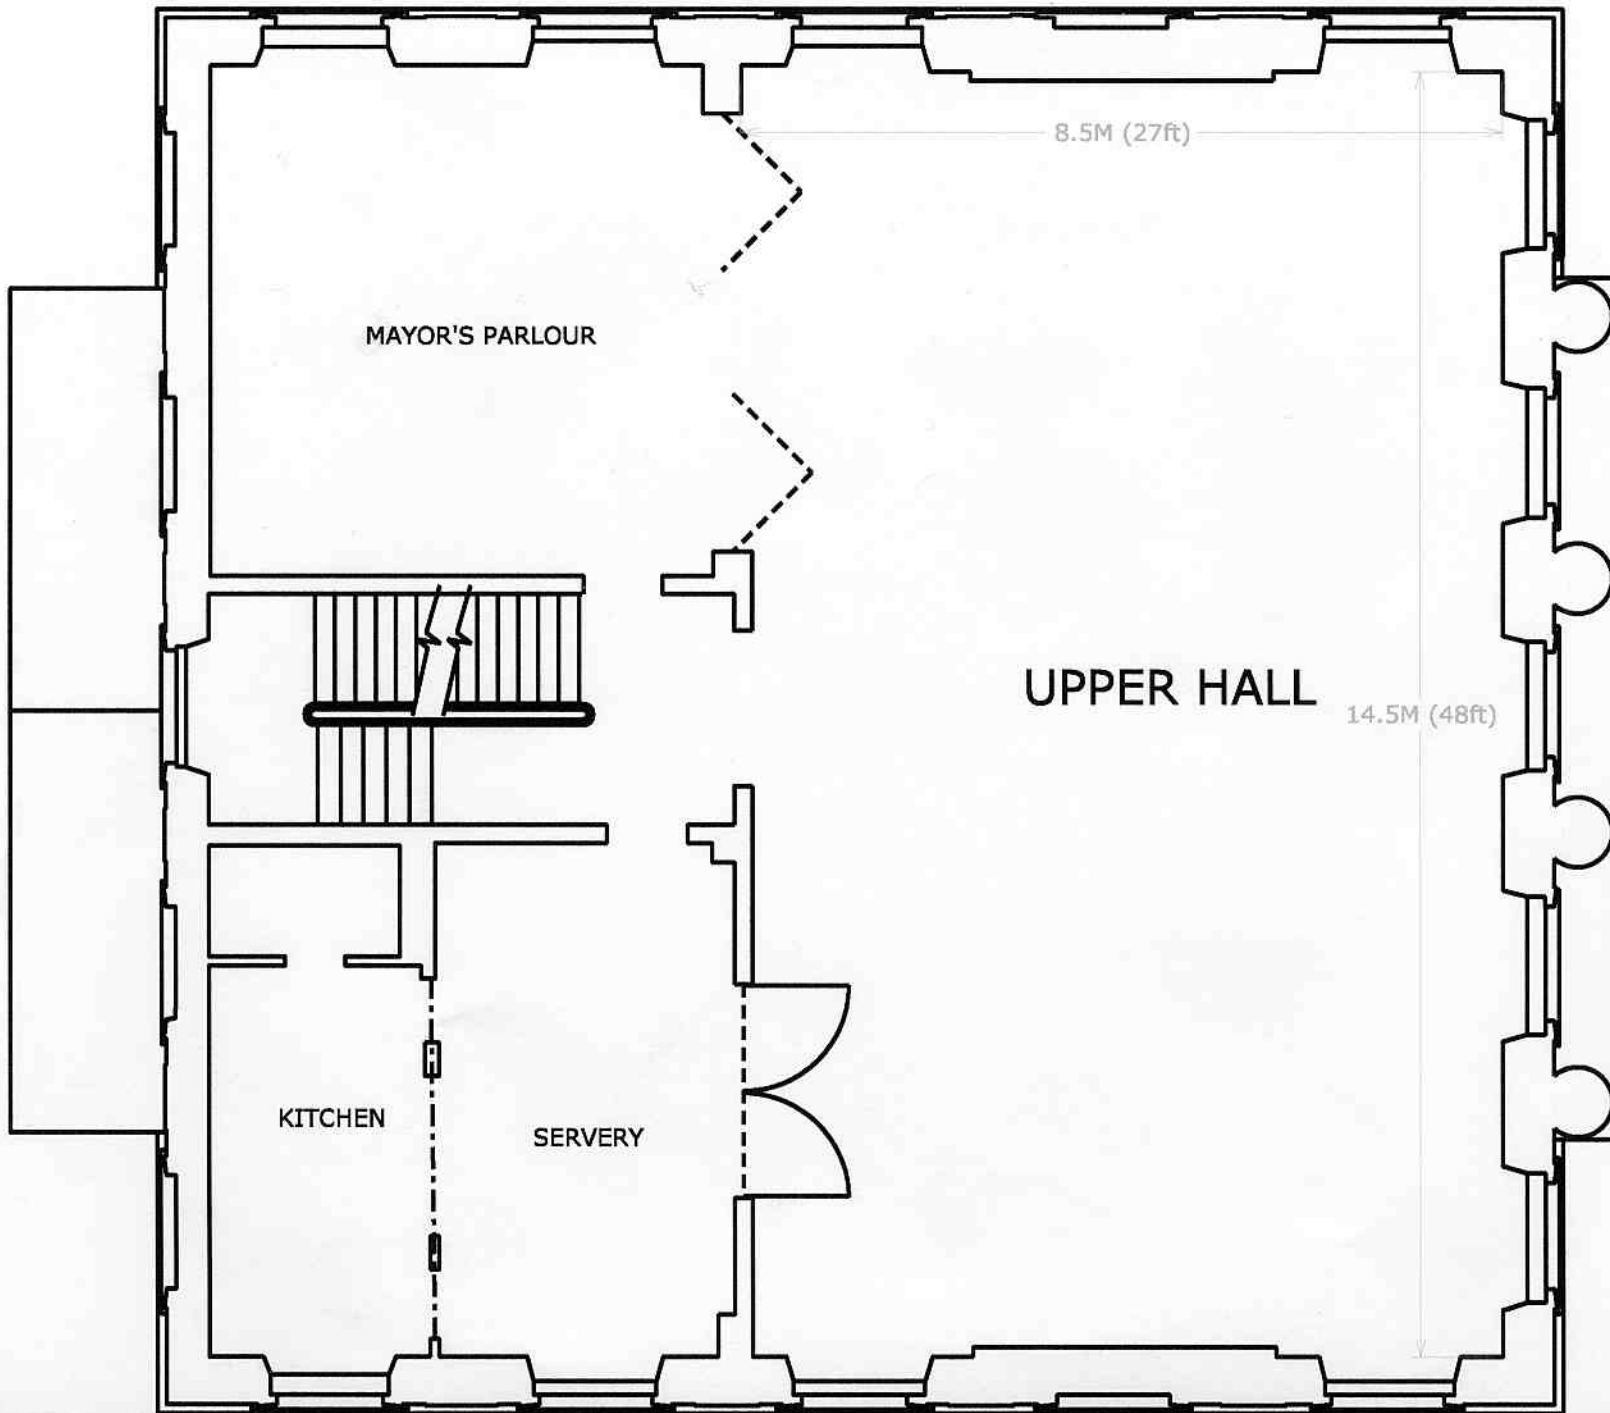 8.5M (27ft)
MAYOR'S PARLOUR
UPPER HALL
14.5M (48ft)
KITCHEN
SERVERY